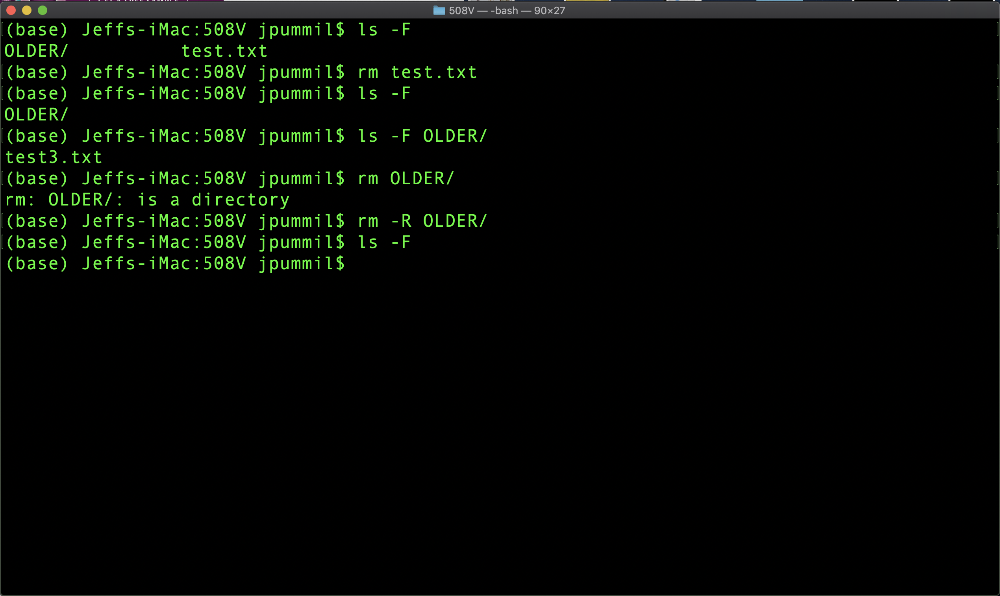 508V — -bash — 90×27
(base) Jeffs-iMac:508V jpummil$ ls -F
OLDER/          test.txt
(base) Jeffs-iMac:508V jpummil$ rm test.txt
(base) Jeffs-iMac:508V jpummil$ ls -F
OLDER/
(base) Jeffs-iMac:508V jpummil$ ls -F OLDER/
test3.txt
(base) Jeffs-iMac:508V jpummil$ rm OLDER/
rm: OLDER/: is a directory
(base) Jeffs-iMac:508V jpummil$ rm -R OLDER/
(base) Jeffs-iMac:508V jpummil$ ls -F
(base) Jeffs-iMac:508V jpummil$